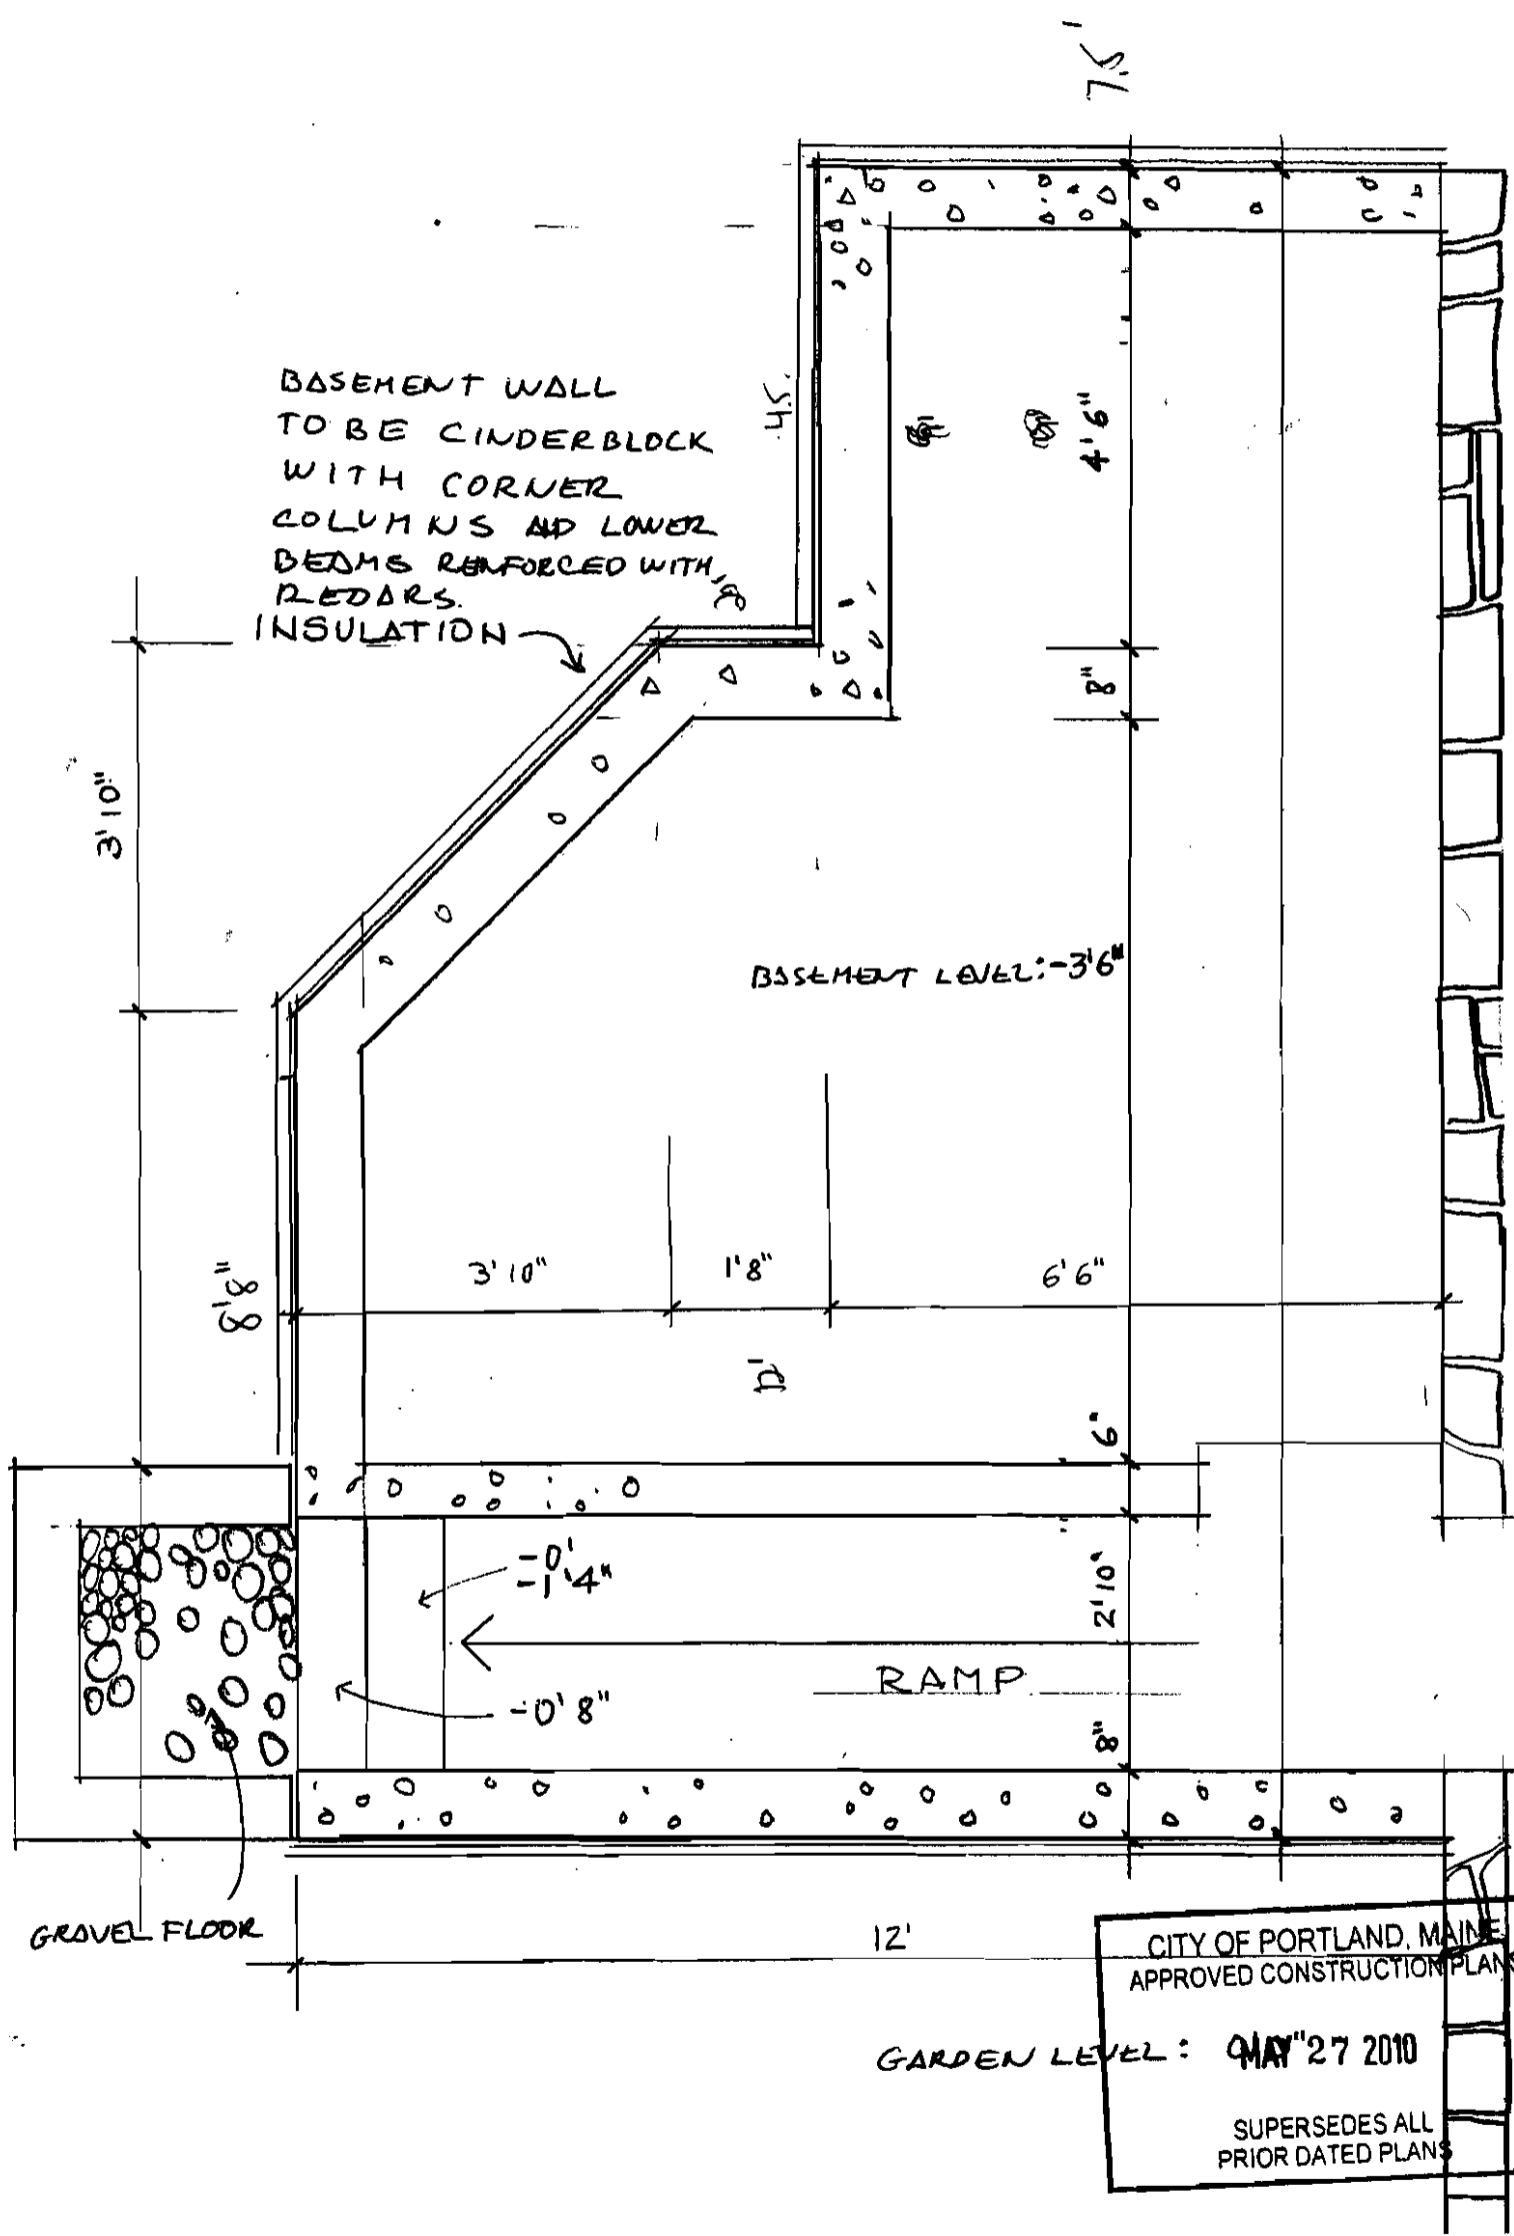 7.5'
BASEMENT WALL
TO BE CINDERBLOCK
WITH CORNER
COLUMNS AND LOWER
BEAMS REINFORCED WITH
REBARS.
INSULATION
4.5'
4'6"
8"
3'10"
BASEMENT LEVEL: -3'6"
8'8"
3'10"
1'8"
6'6"
12'
6"
-0'
-1'4"
2'10"
RAMP
-0'8"
8"
GRAVEL FLOOR
12'
CITY OF PORTLAND, MAINE
APPROVED CONSTRUCTION PLANS
GARDEN LEVEL:
MAY 27 2010
SUPERSEDES ALL
PRIOR DATED PLANS